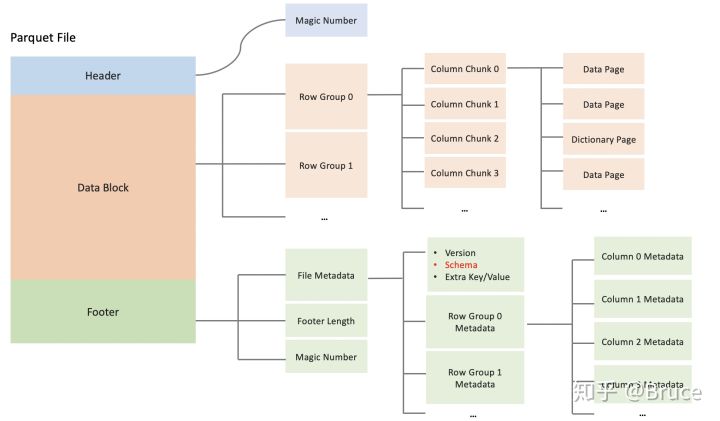 Parquet File
Header
Data Block
Footer
Magic Number
Row Group 0
Row Group 1
...
Column Chunk 0
Column Chunk 1
Column Chunk 2
Column Chunk 3
...
Data Page
Data Page
Dictionary Page
Data Page
...
File Metadata
Footer Length
Magic Number
• Version
• Schema
• Extra Key/Value
Row Group 0
Metadata
Row Group 1
Metadata
...
Column 0 Metadata
Column 1 Metadata
Column 2 Metadata
Column Metadata
...
知乎 @Bruce